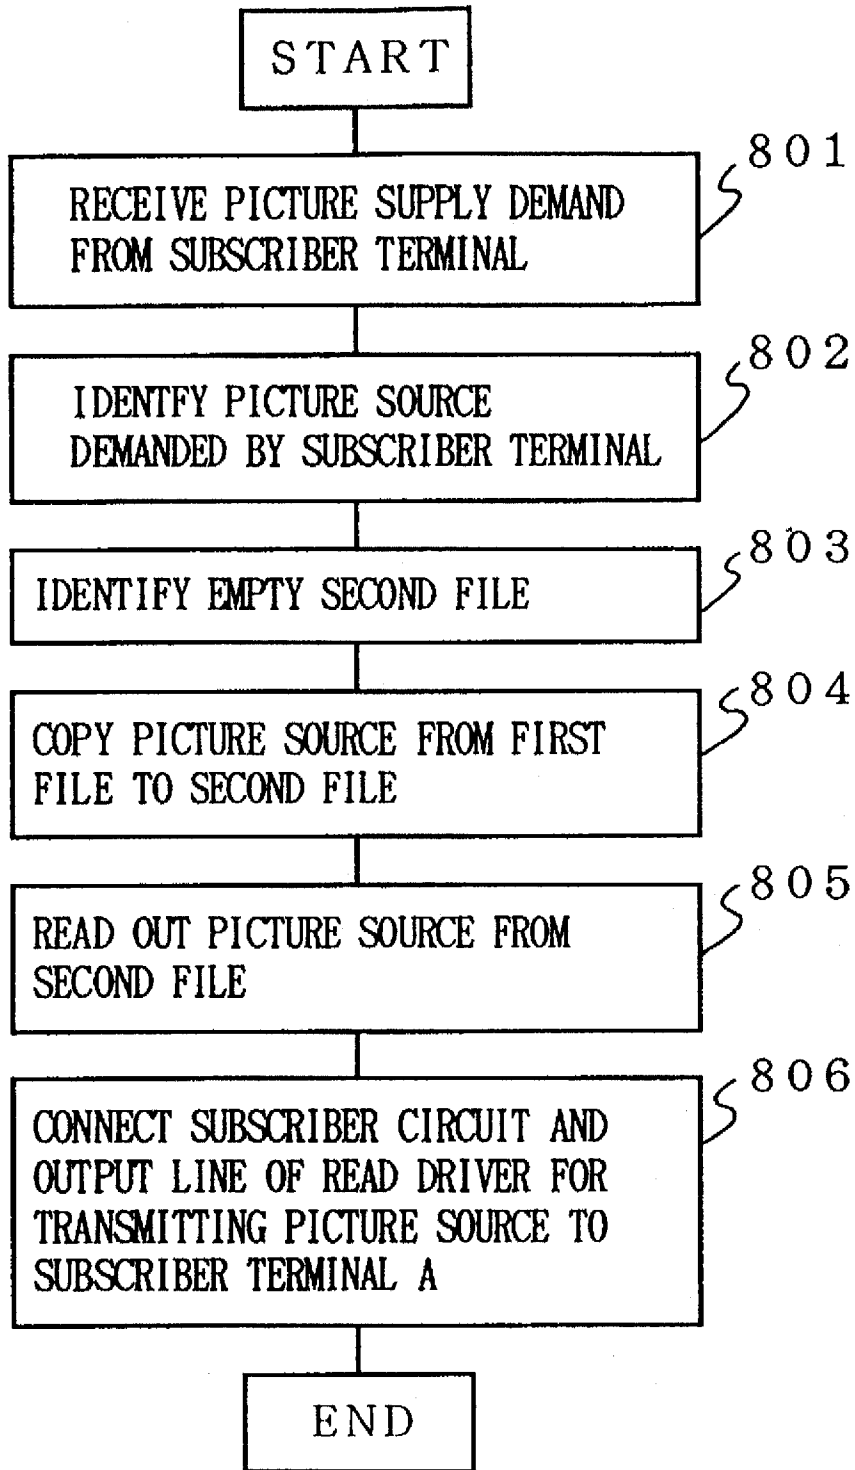 START
801
RECEIVE PICTURE SUPPLY DEMAND
FROM SUBSCRIBER TERMINAL
802
IDENTFY PICTURE SOURCE
DEMANDED BY SUBSCRIBER TERMINAL
803
IDENTIFY EMPTY SECOND FILE
804
COPY PICTURE SOURCE FROM FIRST
FILE TO SECOND FILE
805
READ OUT PICTURE SOURCE FROM
SECOND FILE
806
CONNECT SUBSCRIBER CIRCUIT AND
OUTPUT LINE OF READ DRIVER FOR
TRANSMITTING PICTURE SOURCE TO
SUBSCRIBER TERMINAL A
END